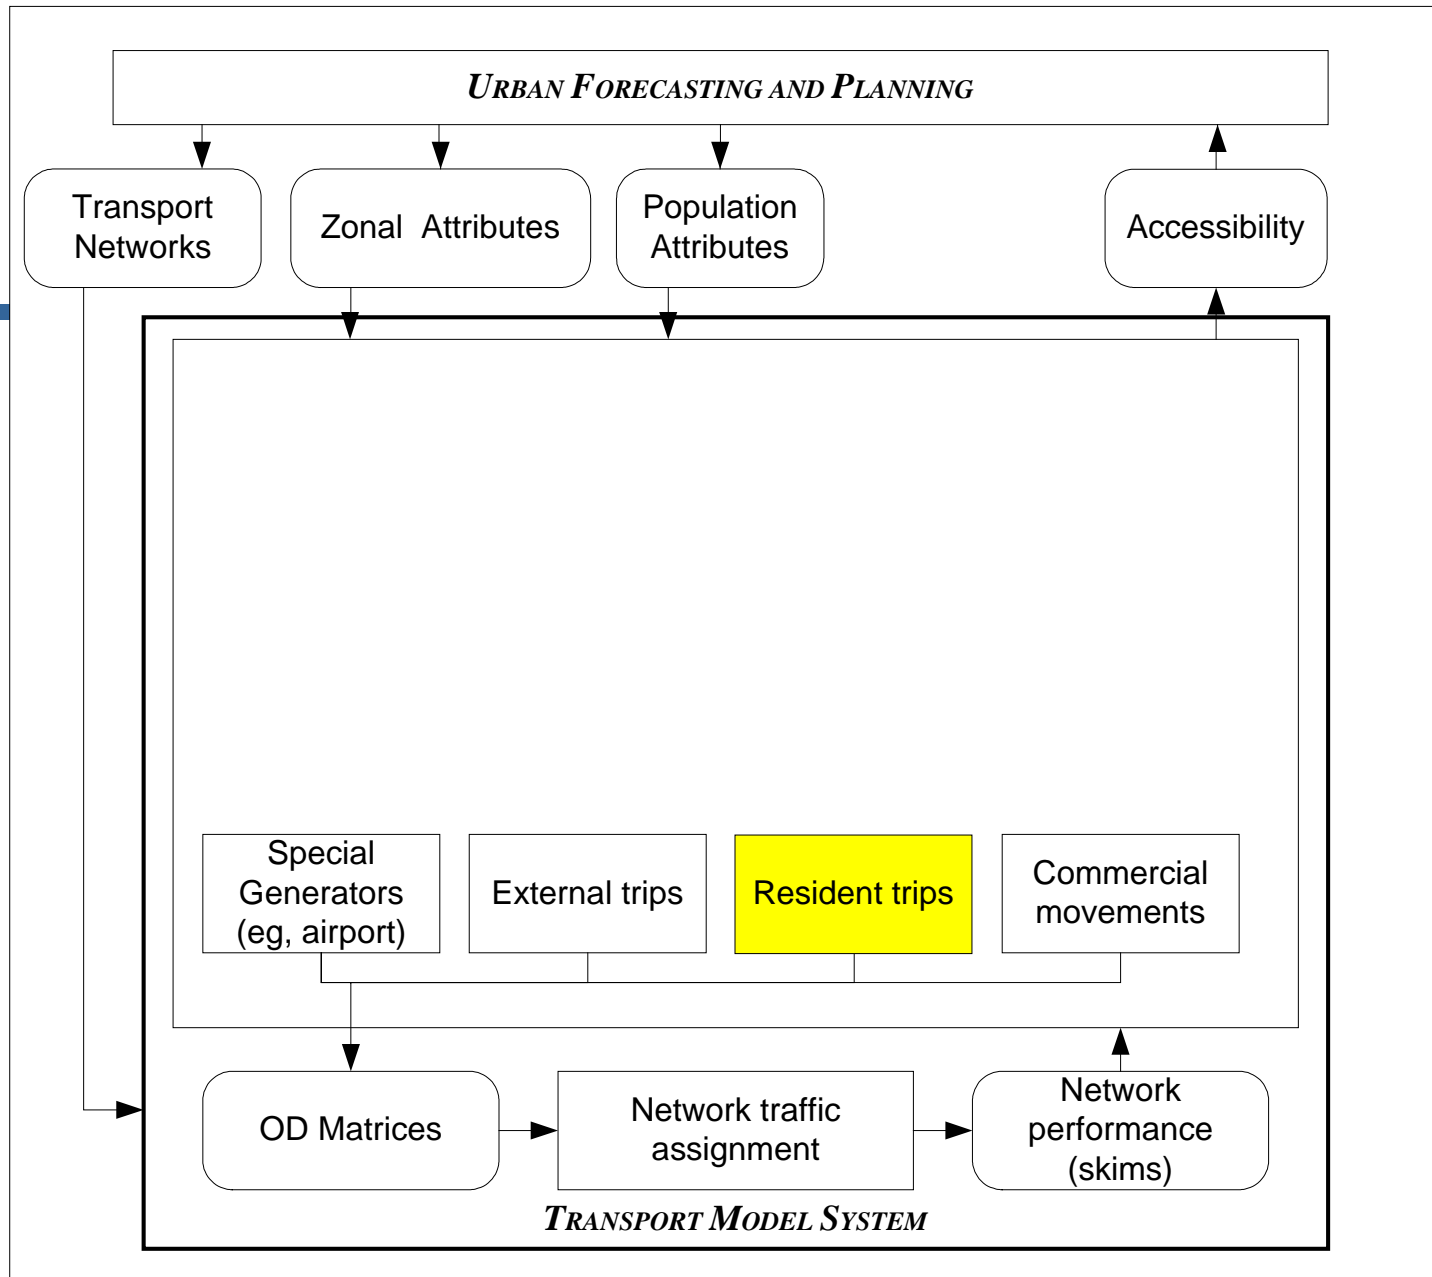 URBAN FORECASTING AND PLANNING
Transport
Networks
Zonal Attributes
Population
Attributes
Accessibility
Special
Generators
(eg, airport)
External trips
Resident trips
Commercial
movements
OD Matrices
Network traffic
assignment
Network
performance
(skims)
TRANSPORT MODEL SYSTEM